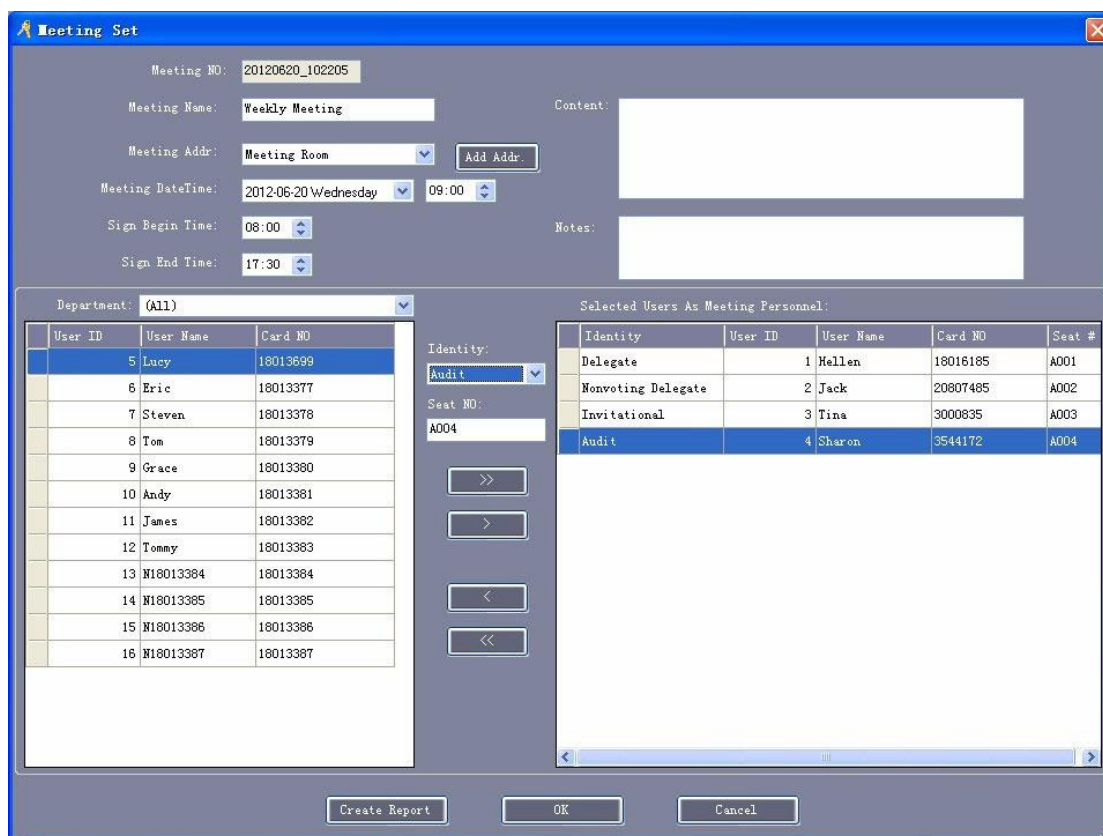 Meeting Set
Meeting NO: 20120620_102205
Meeting Name: Weekly Meeting
Content:
Meeting Addr: Meeting Room Add Addr.
Meeting DateTime: 2012-06-20 Wednesday 09:00
Sign Begin Time: 08:00
Notes:
Sign End Time: 17:30
Department: (All)
User ID User Name Card NO
5 Lucy 18013699
6 Eric 18013377
7 Steven 18013378
8 Tom 18013379
9 Grace 18013380
10 Andy 18013381
11 James 18013382
12 Tommy 18013383
13 N18013384 18013384
14 N18013385 18013385
15 N18013386 18013386
16 N18013387 18013387
Identity:
Audit
Seat NO:
A004
>>
>
<
<<
Selected Users As Meeting Personnel:
Identity User ID User Name Card NO Seat #
Delegate 1 Hellen 18016185 A001
Nonvoting Delegate 2 Jack 20807485 A002
Invitational 3 Tina 3000835 A003
Audit 4 Sharon 3544172 A004
Create Report OK Cancel